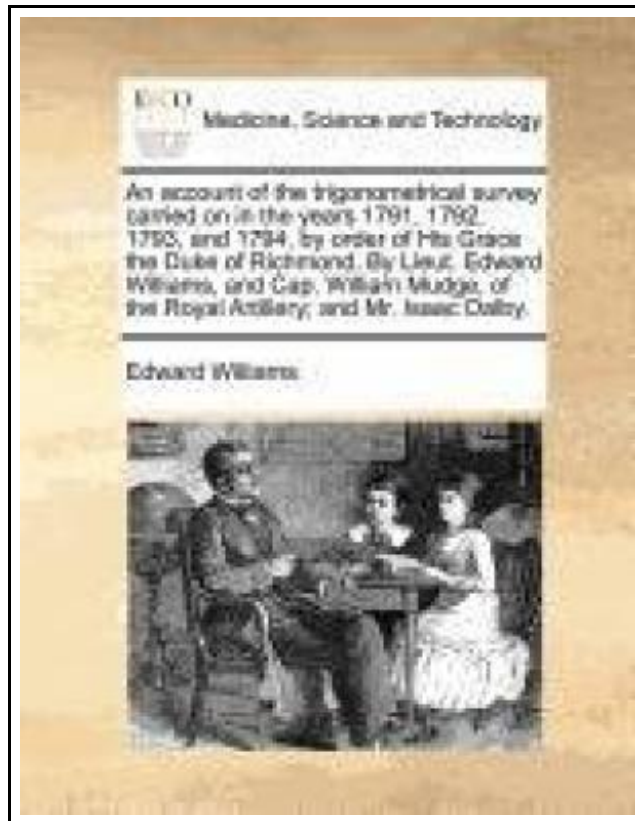 ECCO
Medicine, Science and Technology
An account of the trigonometrical survey
carried on in the years 1791, 1792,
1793, and 1794, by order of His Grace
the Duke of Richmond. By Lieut. Edward
Williams, and Cap. William Mudge, of
the Royal Artillery; and Mr. Isaac Dalby.
Edward Williams